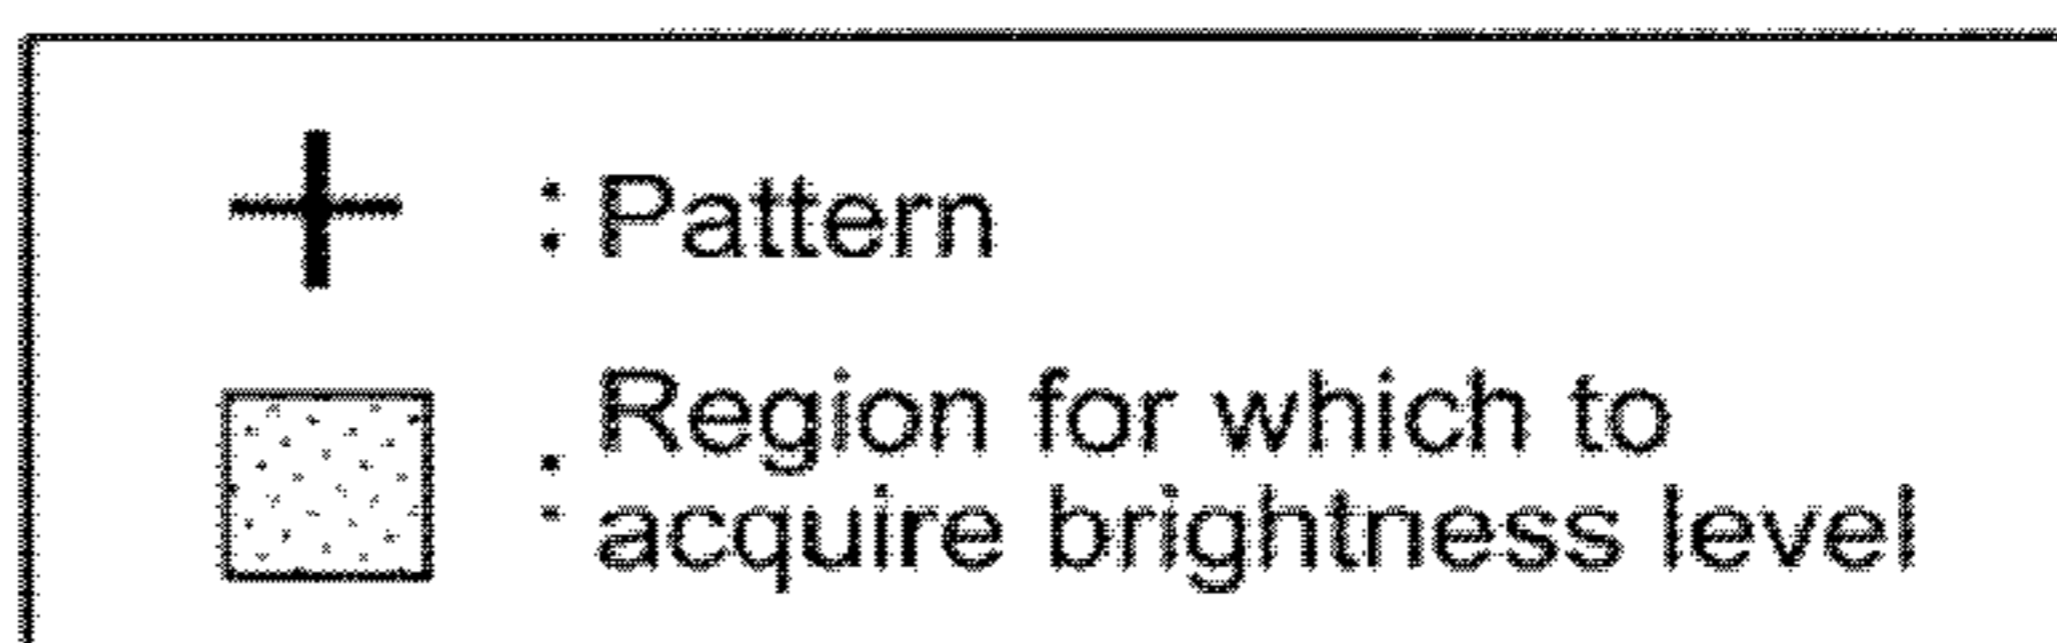 : Pattern
: Region for which to
acquire brightness level